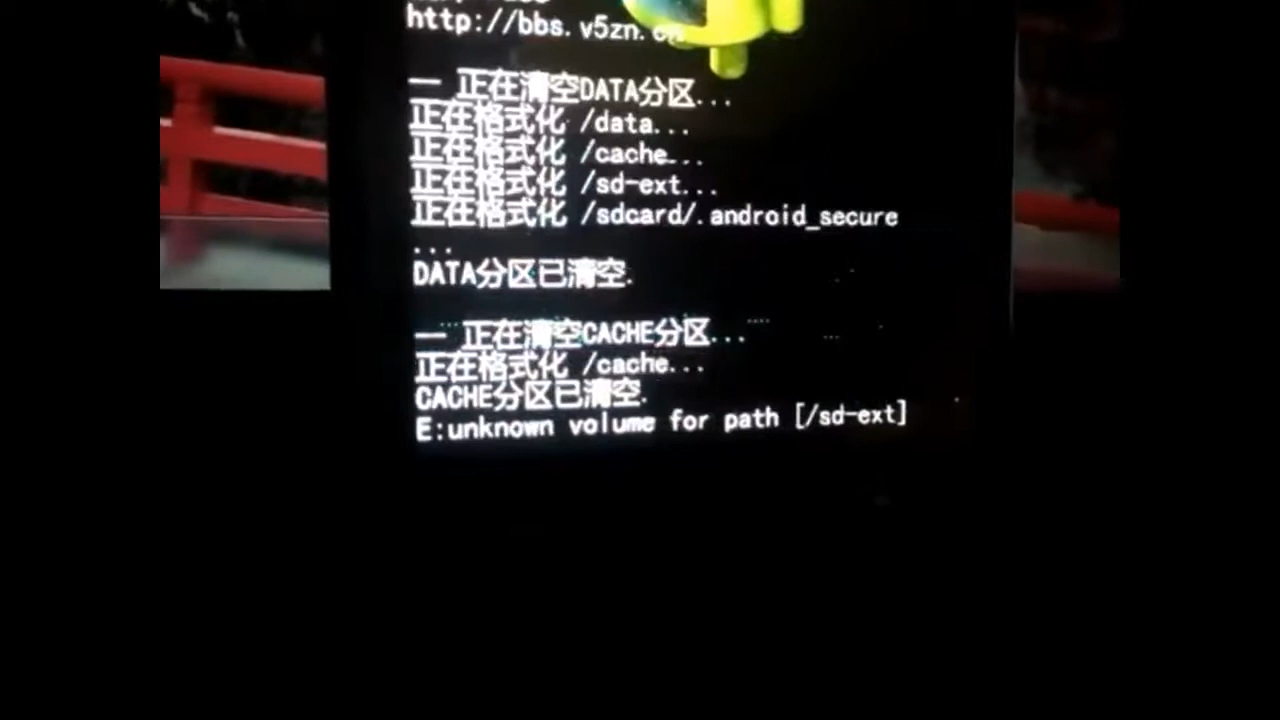 http://bbs.v5zn.cn
— 正在清空DATA分区...
正在格式化 /data...
正在格式化 /cache...
正在格式化 /sd-ext...
正在格式化 /sdcard/.android_secure
...
DATA分区已清空.
— 正在清空CACHE分区...
正在格式化 /cache...
CACHE分区已清空.
E:unknown volume for path [/sd-ext]